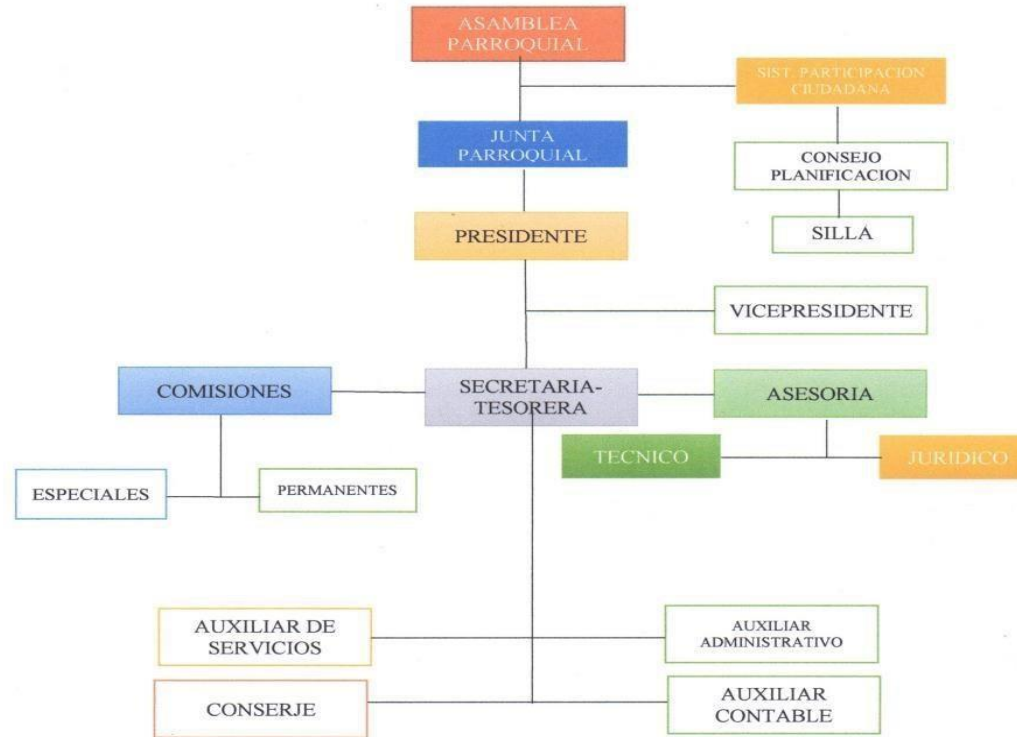 ASAMBLEA
PARROQUIAL
SIST. PARTICIPACION
CIUDADANA
JUNTA
PARROQUIAL
CONSEJO
PLANIFICACION
PRESIDENTE
SILLA
VICEPRESIDENTE
COMISIONES
SECRETARIA-
TESORERA
ASESORIA
TECNICO
JURIDICO
ESPECIALES
PERMANENTES
AUXILIAR DE
SERVICIOS
AUXILIAR
ADMINISTRATIVO
CONSERJE
AUXILIAR
CONTABLE